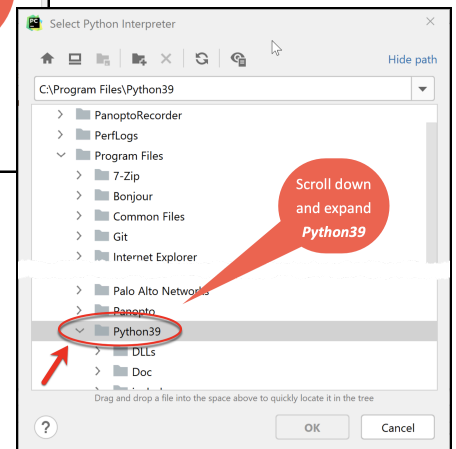 PC
Select Python Interpreter
Hide path
C:\Program Files\Python39
PanoptoRecorder
PerfLogs
Program Files
7-Zip
Bonjour
Common Files
Git
Internet Explorer
Scroll down
and expand
Python39
Palo Alto Networks
Panopto
Python39
DLLs
Doc
Drag and drop a file into the space above to quickly locate it in the tree
?
OK
Cancel